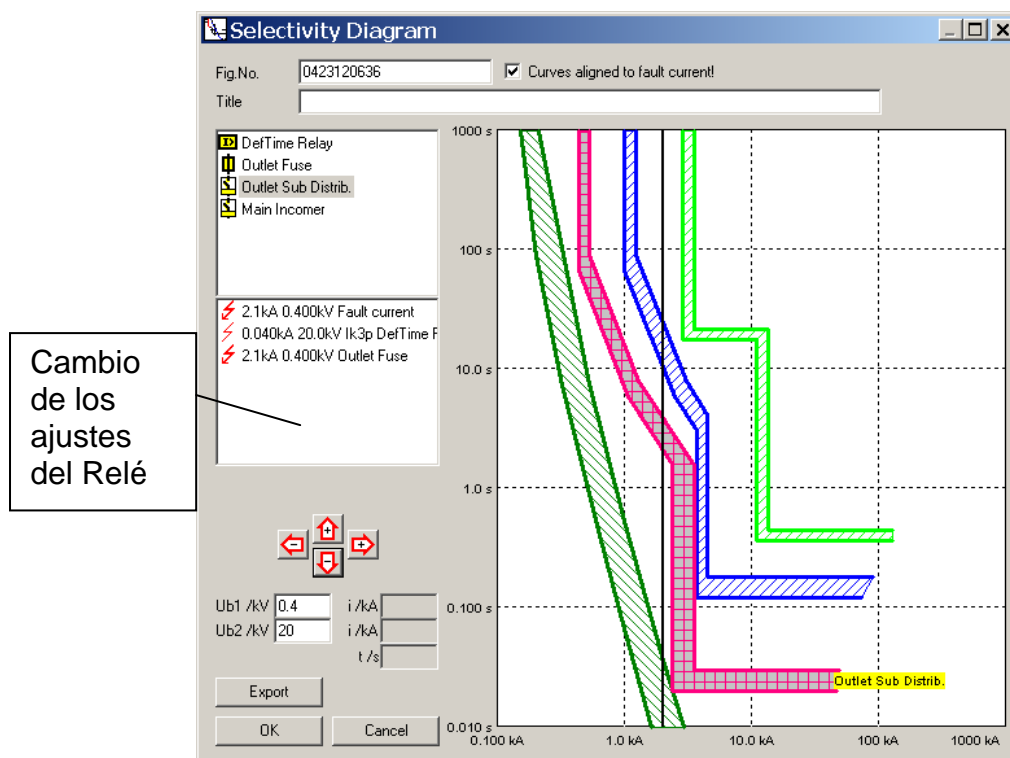 Selectivity Diagram
Fig.No. 0423120636 Curves aligned to fault current!
Title
DefTime Relay
Outlet Fuse
Outlet Sub Distrib.
Main Incomer
2.1kA 0.400kV Fault current
0.040kA 20.0kV Ik3p DefTime F
2.1kA 0.400kV Outlet Fuse
Cambio
de los
ajustes
del Relé
Ub1 /kV 0.4 i /kA
Ub2 /kV 20 i /kA
t /s
Export
OK Cancel
1000 s
100 s
10.0 s
1.0 s
0.100 s
0.010 s
Outlet Sub Distrib.
0.100 kA 1.0 kA 10.0 kA 100 kA 1000 kA